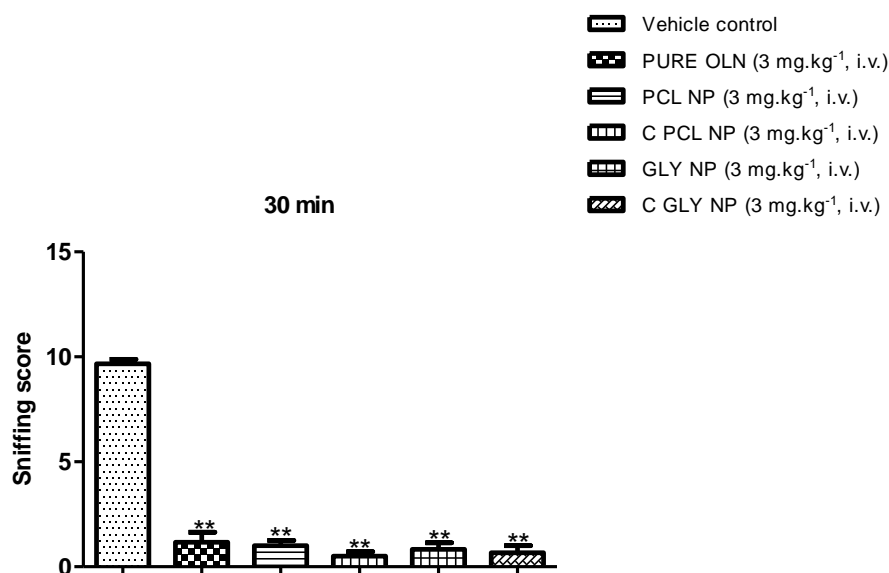 Vehicle control
PURE OLN (3 mg.kg⁻¹, i.v.)
PCL NP (3 mg.kg⁻¹, i.v.)
C PCL NP (3 mg.kg⁻¹, i.v.)
GLY NP (3 mg.kg⁻¹, i.v.)
C GLY NP (3 mg.kg⁻¹, i.v.)
30 min
15
10
5
0
Sniffing score
** ** ** ** **